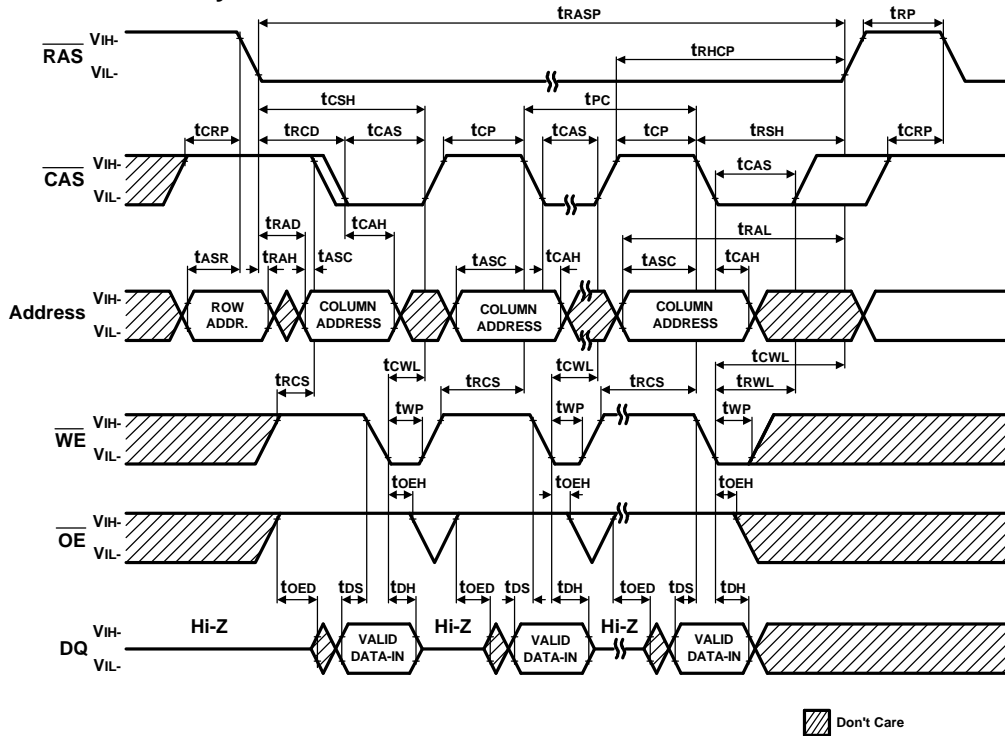 tRASP tRP
VIH-
RAS
VIL-
tRHCP
tCSH tPC
tCRP tRCD tCAS tCP tCAS tCP tRSH tCRP
VIH-
CAS
VIL-
tCAS
tRAD tCAH tRAL
tASR tRAH tASC tASC tCAH tASC tCAH
VIH-
Address
VIL-
ROW ADDR.
COLUMN ADDRESS
COLUMN ADDRESS
COLUMN ADDRESS
tCWL tCWL tCWL
tRCS tRCS tRCS tRWL
tWP tWP tWP
VIH-
WE
VIL-
tOEH tOEH tOEH
VIH-
OE
VIL-
tOED tDS tDH tOED tDS tDH tOED tDS tDH
Hi-Z Hi-Z Hi-Z
VIH-
DQ
VIL-
VALID DATA-IN
VALID DATA-IN
VALID DATA-IN
Don't Care